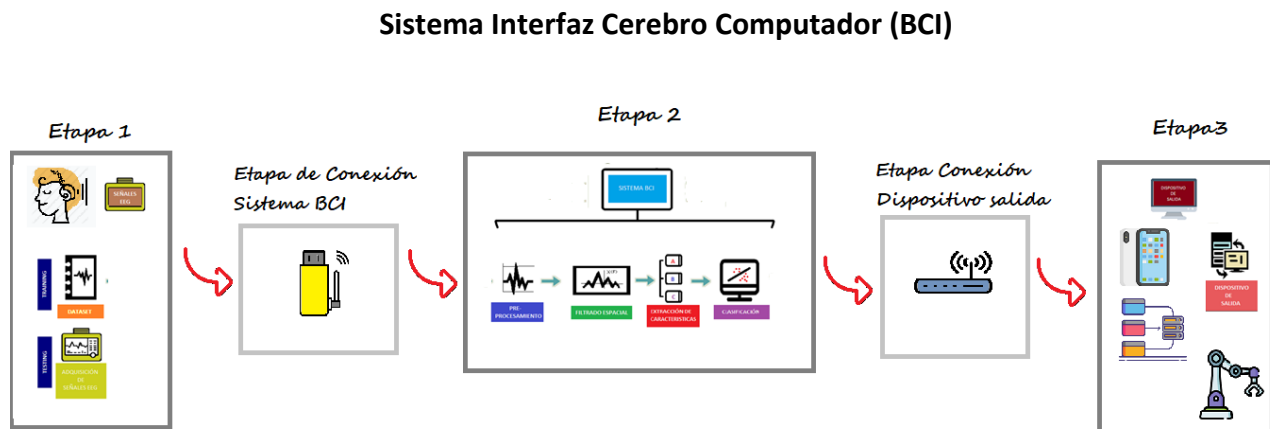 Sistema Interfaz Cerebro Computador (BCI)
Etapa 1
SEÑALES
EEG
TRAINING
DATASET
TESTING
ADQUIDICIÓN
DE
SEÑALES EEG
Etapa de Conexión
Sistema BCI
Etapa 2
SISTEMA BCI
PRE-
PROCESAMIENTO
FILTRADO ESPACIAL
A
B
C
EXTRACCIÓN DE
CARACTERISTICAS
CLASIFICACIÓN
Etapa Conexión
Dispositivo salida
Etapa3
DISPOSITIVO
DE
SALIDA
DISPOSITIVO
DE
SALIDA